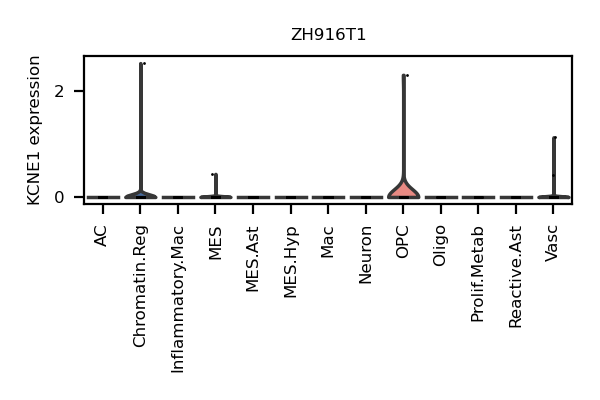 ZH916T1
KCNE1 expression
2
0
AC
Chromatin.Reg
Inflammatory.Mac
MES
MES.Ast
MES.Hyp
Mac
Neuron
OPC
Oligo
Prolif.Metab
Reactive.Ast
Vasc